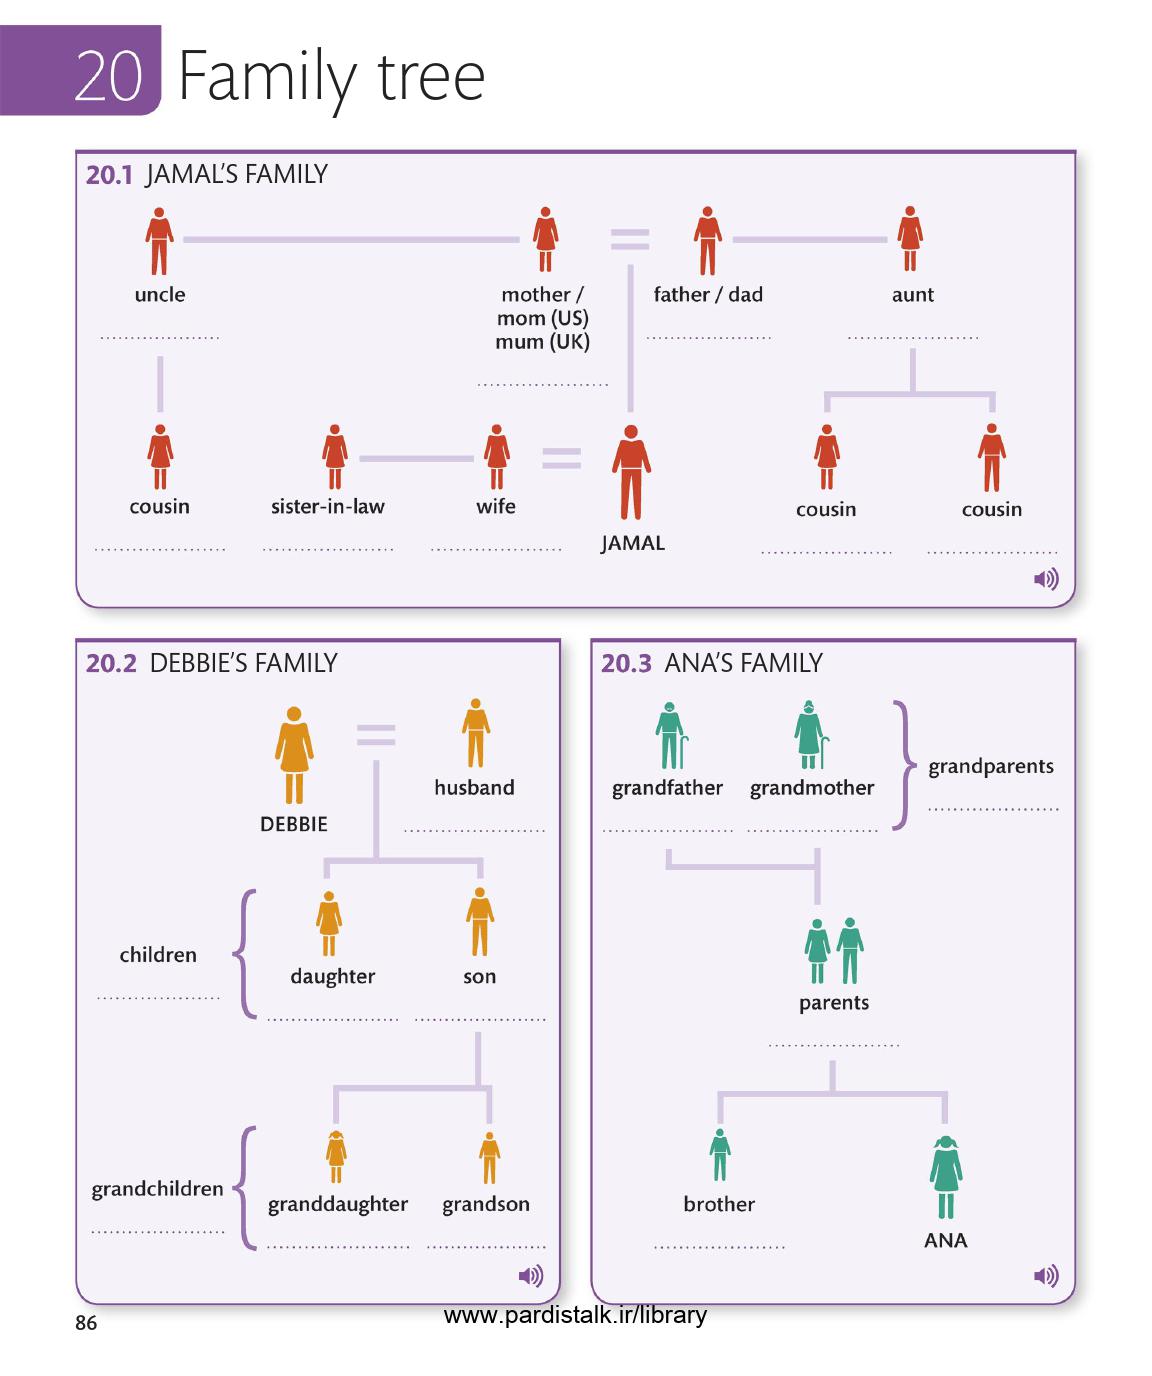 20 Family tree
20.1 JAMAL'S FAMILY
uncle
mother /
mom (US)
mum (UK)
father / dad
aunt
cousin
sister-in-law
wife
JAMAL
cousin
cousin
20.2 DEBBIE'S FAMILY
DEBBIE
husband
children
daughter
son
grandchildren
granddaughter
grandson
20.3 ANA'S FAMILY
grandfather
grandmother
grandparents
parents
brother
ANA
86
www.pardistalk.ir/library